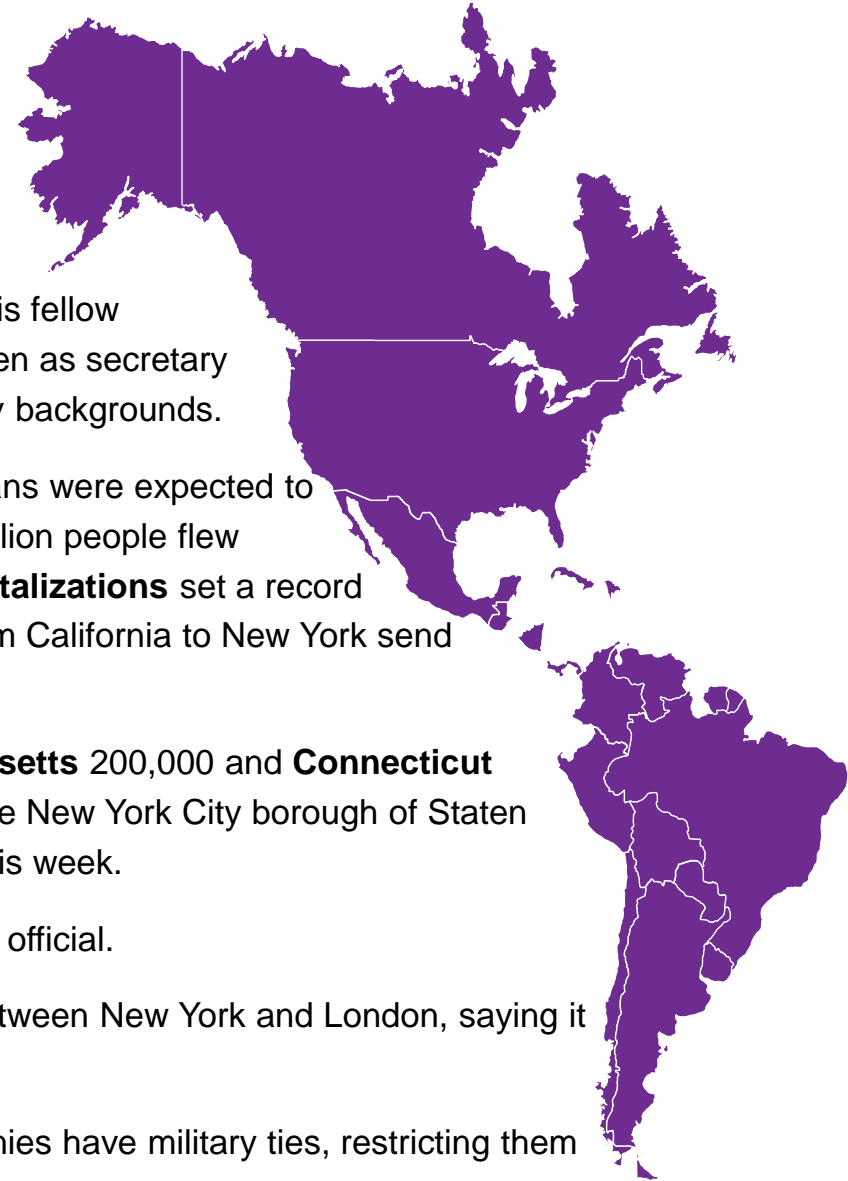 is fellow
en as secretary
y backgrounds.
ans were expected to
lion people flew
talizations set a record
m California to New York send
setts 200,000 and Connecticut
e New York City borough of Staten
is week.
official.
tween New York and London, saying it
nies have military ties, restricting them